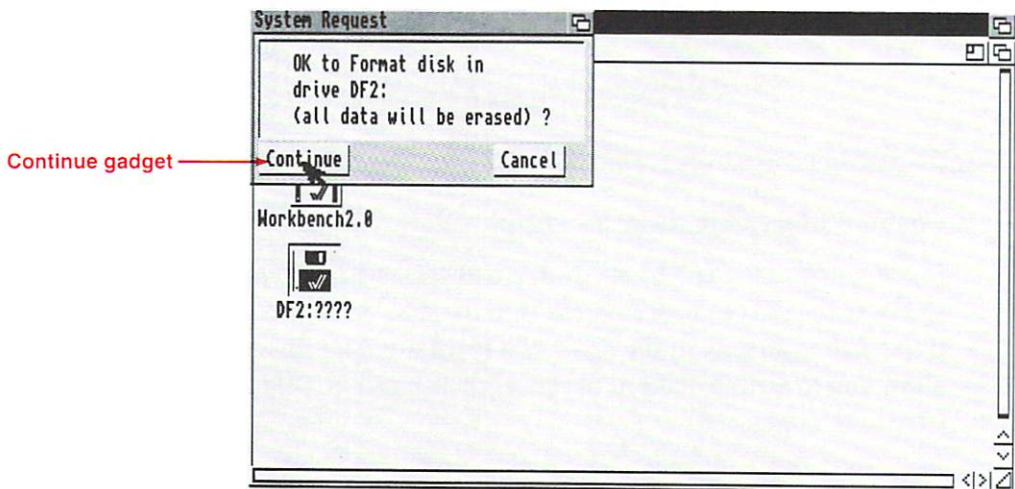 System Request
OK to Format disk in
drive DF2:
(all data will be erased) ?
Continue gadget
Continue
Cancel
Workbench2.0
DF2:????